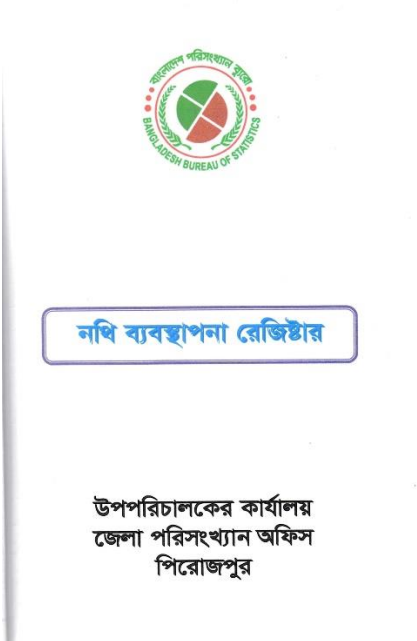 বাংলাদেশ পরিসংখ্যান ব্যুরো
BANGLADESH BUREAU OF STATISTICS
নথি ব্যবস্থাপনা রেজিষ্টার
উপপরিচালকের কার্যালয়
জেলা পরিসংখ্যান অফিস
পিরোজপুর